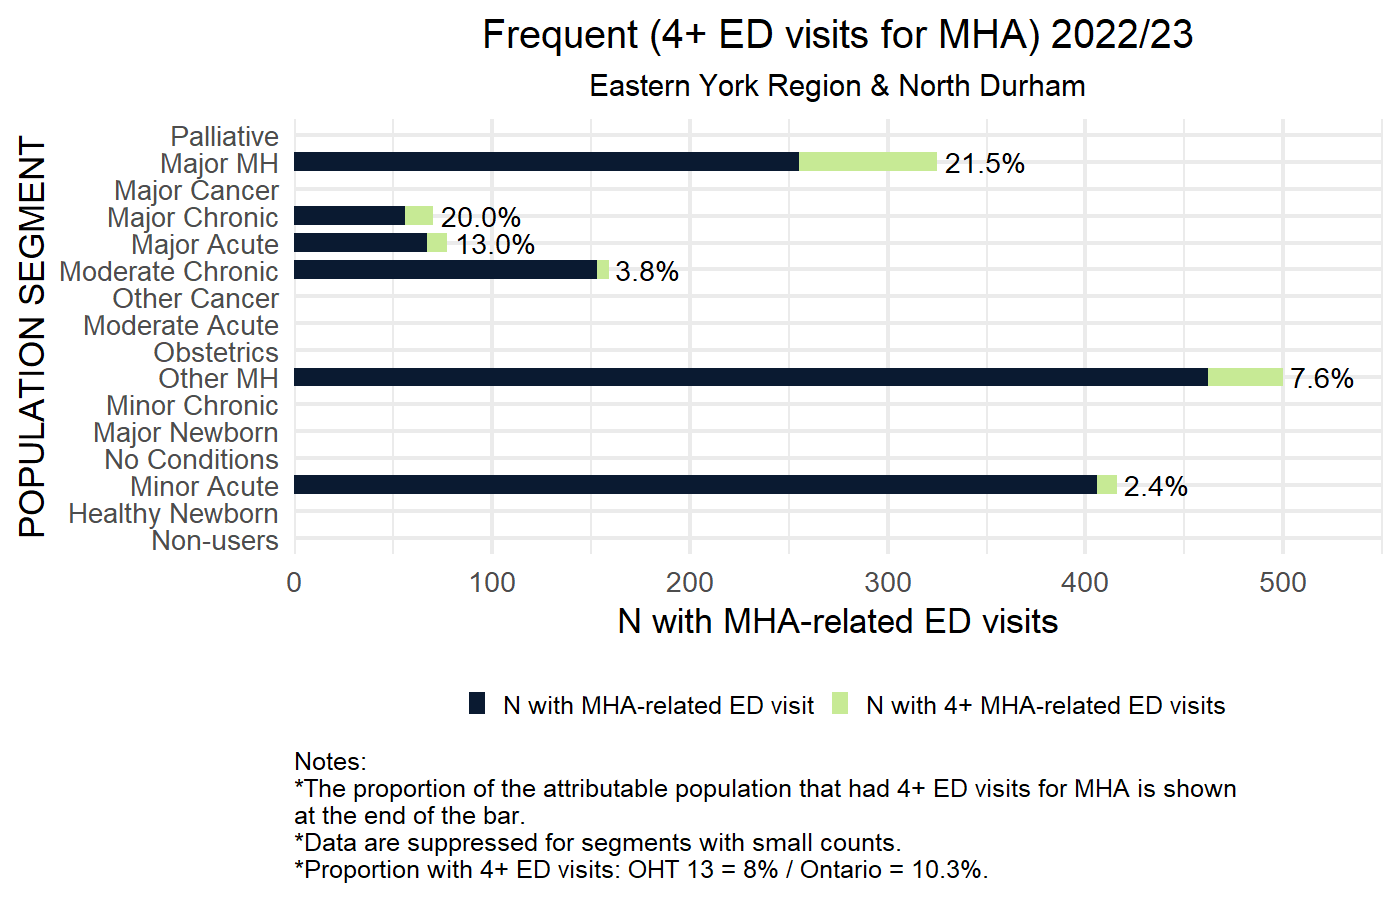 Frequent (4+ ED visits for MHA) 2022/23
Eastern York Region & North Durham
POPULATION SEGMENT
Palliative
Major MH
21.5%
Major Cancer
Major Chronic
20.0%
Major Acute
13.0%
Moderate Chronic
3.8%
Other Cancer
Moderate Acute
Obstetrics
Other MH
7.6%
Minor Chronic
Major Newborn
No Conditions
Minor Acute
2.4%
Healthy Newborn
Non-users
0 100 200 300 400 500
N with MHA-related ED visits
N with MHA-related ED visit N with 4+ MHA-related ED visits
Notes:
*The proportion of the attributable population that had 4+ ED visits for MHA is shown
at the end of the bar.
*Data are suppressed for segments with small counts.
*Proportion with 4+ ED visits: OHT 13 = 8% / Ontario = 10.3%.